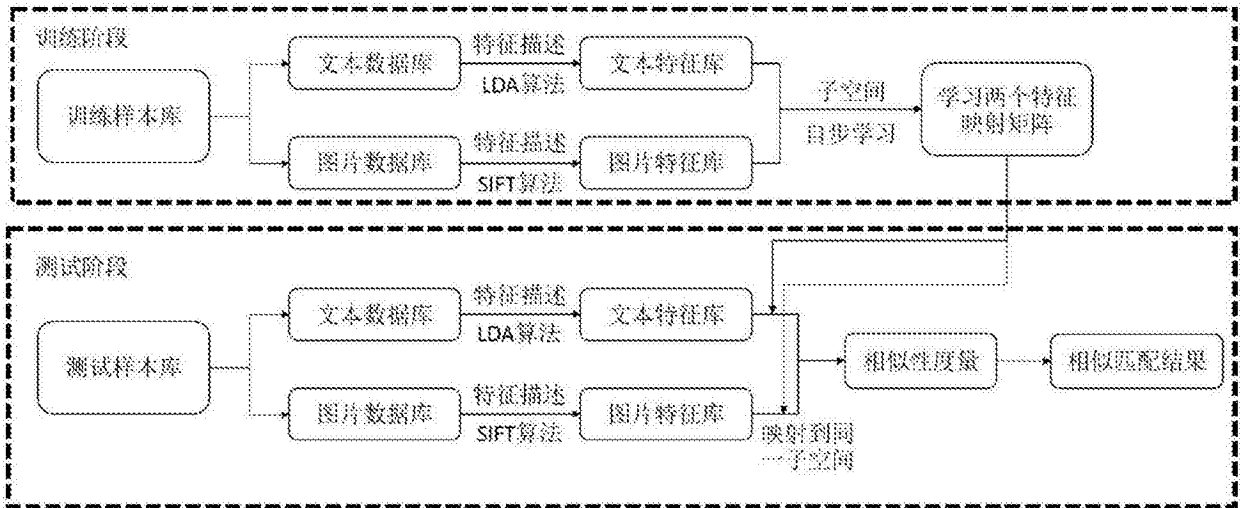 训练阶段
训练样本库
文本数据库
特征描述
LDA算法
文本特征库
图片数据库
特征描述
SIFT算法
图片特征库
子空间
自步学习
学习两个特征
映射矩阵
测试阶段
测试样本库
文本数据库
特征描述
LDA算法
文本特征库
图片数据库
特征描述
SIFT算法
图片特征库
映射到同
一子空间
相似性度量
相似匹配结果